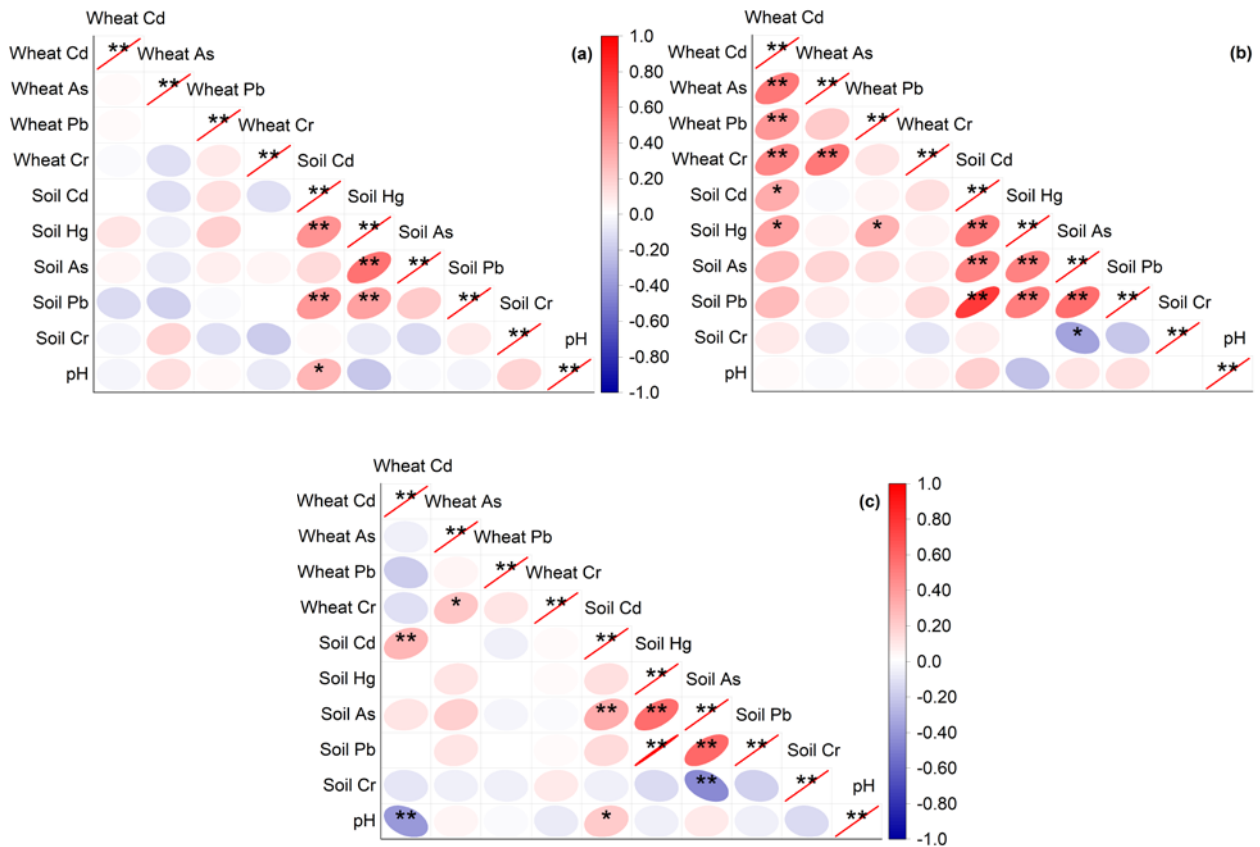 Wheat Cd
Wheat Cd ** Wheat As (a) 1.0
Wheat As ** Wheat Pb 0.80
Wheat Pb ** Wheat Cr 0.60
Wheat Cr ** Soil Cd 0.40
Soil Cd ** Soil Hg 0.20
Soil Hg ** ** Soil As 0.0
Soil As ** ** Soil Pb -0.20
Soil Pb ** ** ** Soil Cr -0.40
Soil Cr ** pH -0.60
pH * ** -0.80
-1.0
Wheat Cd
Wheat Cd ** Wheat As (b)
Wheat As ** ** Wheat Pb
Wheat Pb ** ** Wheat Cr
Wheat Cr ** ** ** Soil Cd
Soil Cd * ** Soil Hg
Soil Hg * * ** ** Soil As
Soil As ** ** ** Soil Pb
Soil Pb ** ** ** ** Soil Cr
Soil Cr * ** pH
pH **
Wheat Cd
Wheat Cd ** Wheat As (c) 1.0
Wheat As ** Wheat Pb 0.80
Wheat Pb ** Wheat Cr 0.60
Wheat Cr * ** Soil Cd 0.40
Soil Cd ** ** Soil Hg 0.20
Soil Hg ** Soil As 0.0
Soil As ** ** ** Soil Pb -0.20
Soil Pb ** ** ** Soil Cr -0.40
Soil Cr ** ** pH -0.60
pH ** * ** -0.80
-1.0